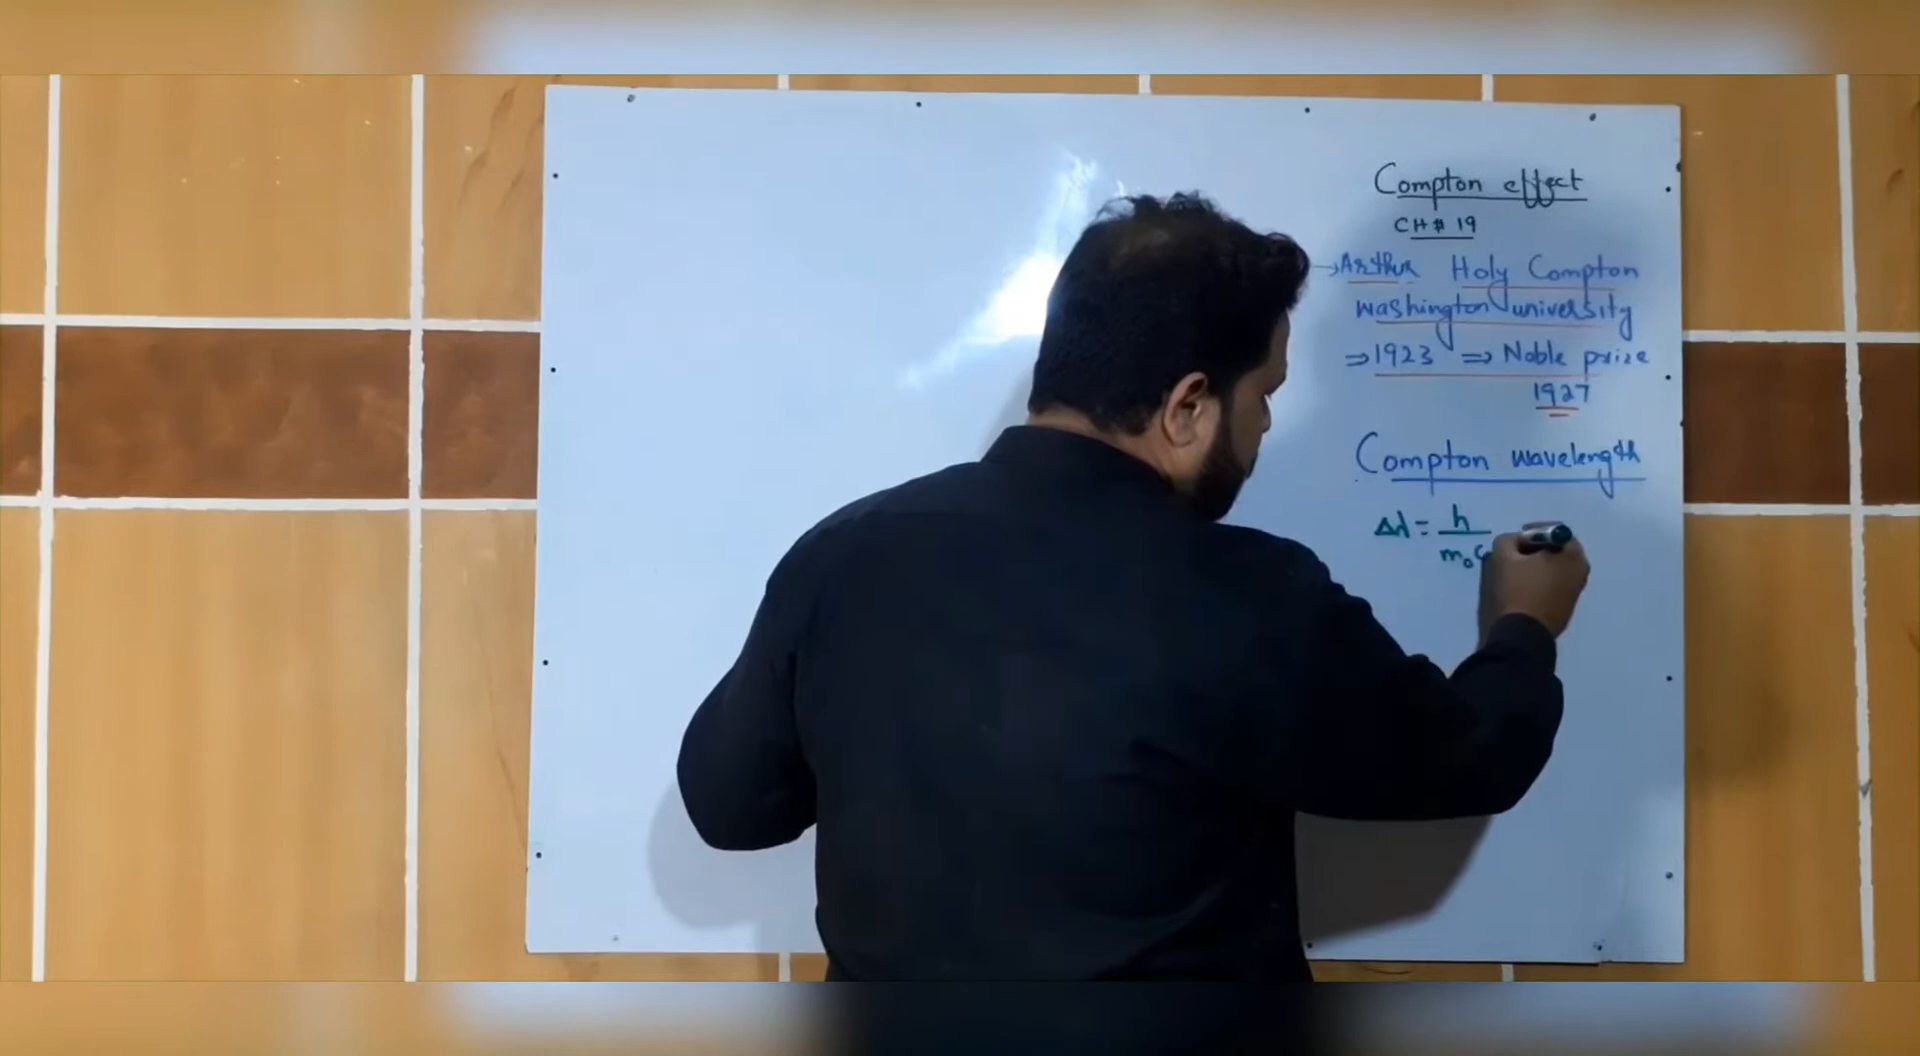 Compton effect
CH # 19
→ Arthur Holy Compton
washington university
⇒ 1923 ⇒ Noble prize
1927
Compton wavelength
Δλ = h
m₀c